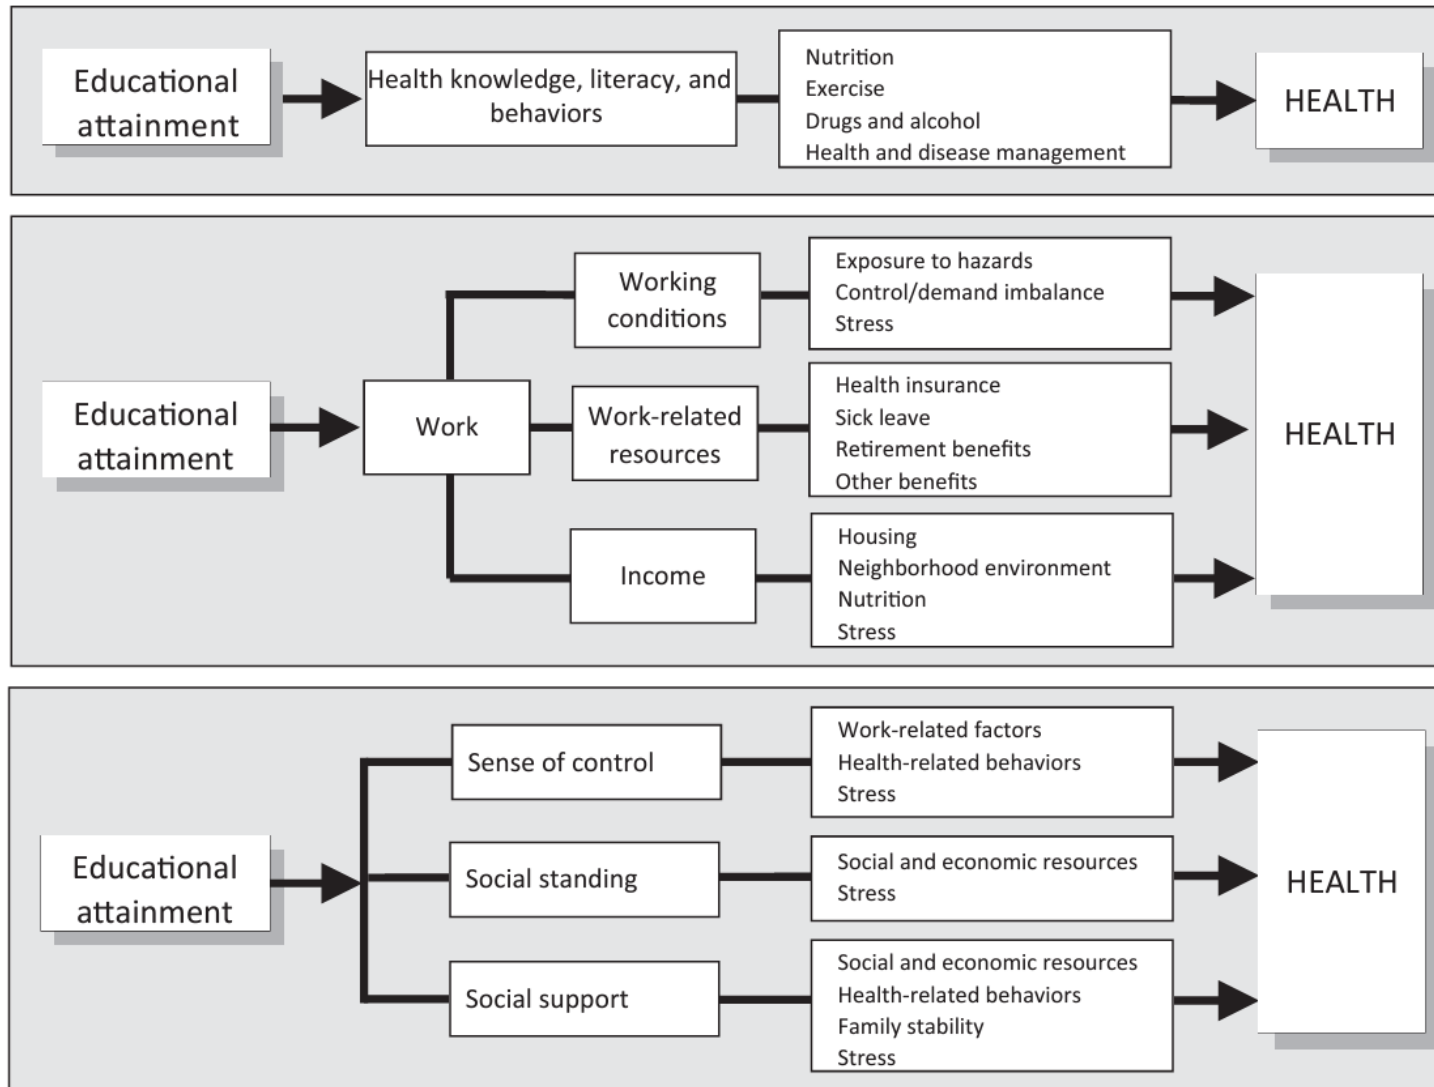 Educational
attainment
Health knowledge, literacy, and
behaviors
Nutrition
Exercise
Drugs and alcohol
Health and disease management
HEALTH
Educational
attainment
Work
Working
conditions
Exposure to hazards
Control/demand imbalance
Stress
Work-related
resources
Health insurance
Sick leave
Retirement benefits
Other benefits
Income
Housing
Neighborhood environment
Nutrition
Stress
HEALTH
Educational
attainment
Sense of control
Work-related factors
Health-related behaviors
Stress
Social standing
Social and economic resources
Stress
Social support
Social and economic resources
Health-related behaviors
Family stability
Stress
HEALTH